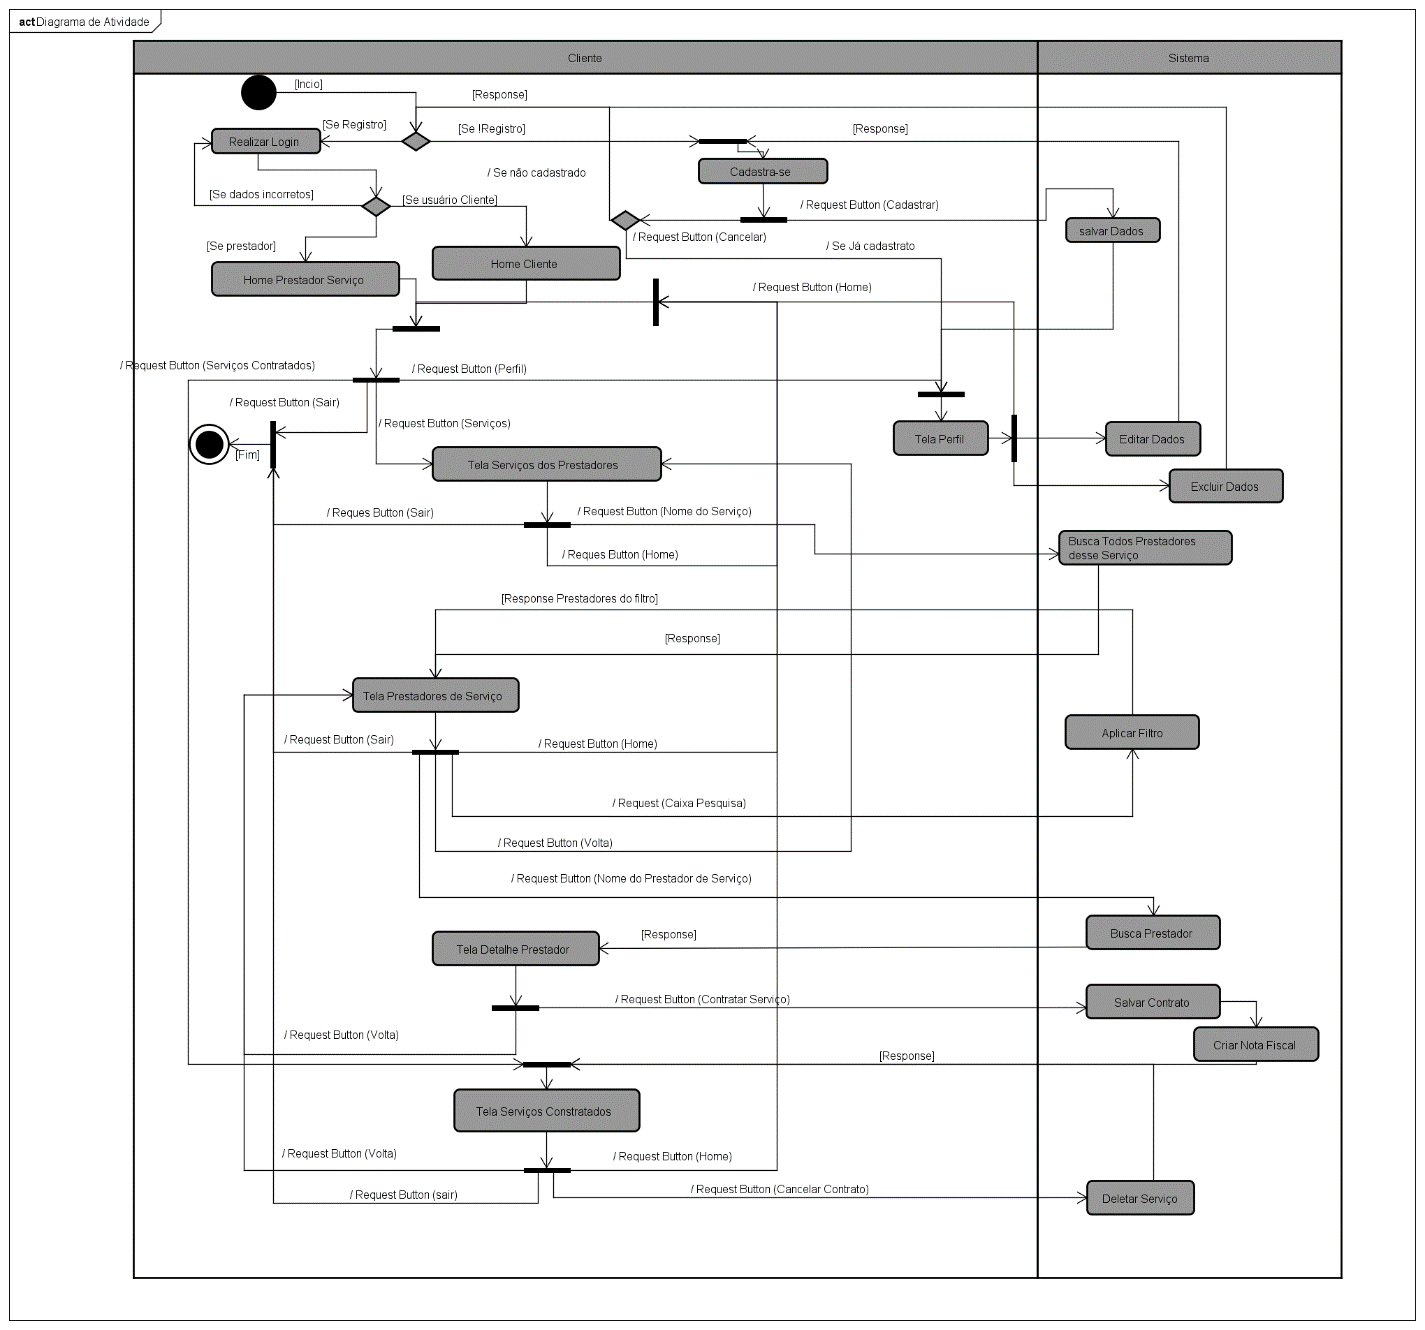 act Diagrama de Atividade
Cliente
Sistema
[Incio]
[Response]
[Se Registro]
[Se !Registro]
[Response]
Realizar Login
Cadastra-se
/ Se não cadastrado
[Se dados incorretos]
[Se usuário Cliente]
/ Request Button (Cadastrar)
salvar Dados
/ Request Button (Cancelar)
[Se prestador]
/ Se Já cadastrato
Home Cliente
Home Prestador Serviço
/ Request Button (Home)
/ Request Button (Serviços Contratados)
/ Request Button (Perfil)
/ Request Button (Sair)
/ Request Button (Serviços)
Tela Perfil
Editar Dados
[Fim]
Tela Serviços dos Prestadores
Excluir Dados
/ Reques Button (Sair)
/ Request Button (Nome do Serviço)
Busca Todos Prestadores
desse Serviço
/ Reques Button (Home)
[Response Prestadores do filtro]
[Response]
Tela Prestadores de Serviço
Aplicar Filtro
/ Request Button (Sair)
/ Request Button (Home)
/ Request (Caixa Pesquisa)
/ Request Button (Volta)
/ Request Button (Nome do Prestador de Serviço)
Busca Prestador
[Response]
Tela Detalhe Prestador
/ Request Button (Contratar Serviço)
Salvar Contrato
/ Request Button (Volta)
Criar Nota Fiscal
[Response]
Tela Serviços Constratados
/ Request Button (Volta)
/ Request Button (Home)
/ Request Button (sair)
/ Request Button (Cancelar Contrato)
Deletar Serviço